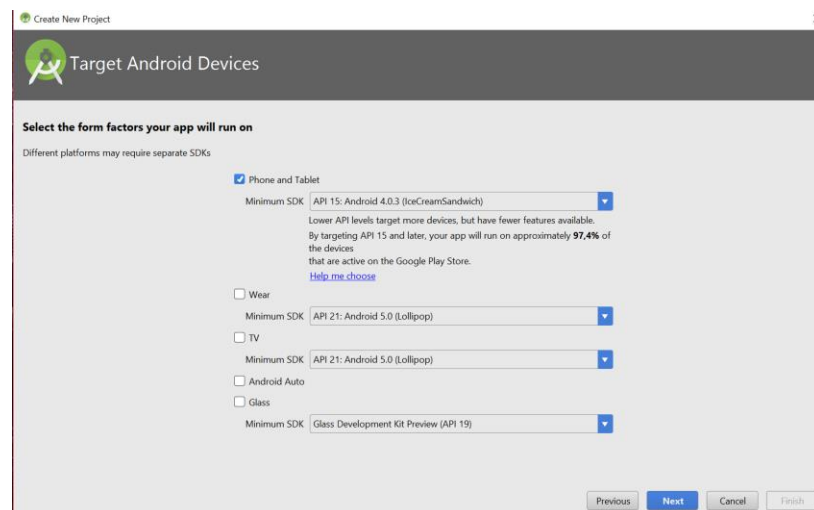 Create New Project
Target Android Devices
Select the form factors your app will run on
Different platforms may require separate SDKs
Phone and Tablet
Minimum SDK API 15: Android 4.0.3 (IceCreamSandwich)
Lower API levels target more devices, but have fewer features available.
By targeting API 15 and later, your app will run on approximately 97,4% of
the devices
that are active on the Google Play Store.
Help me choose
Wear
Minimum SDK API 21: Android 5.0 (Lollipop)
TV
Minimum SDK API 21: Android 5.0 (Lollipop)
Android Auto
Glass
Minimum SDK Glass Development Kit Preview (API 19)
Previous Next Cancel Finish